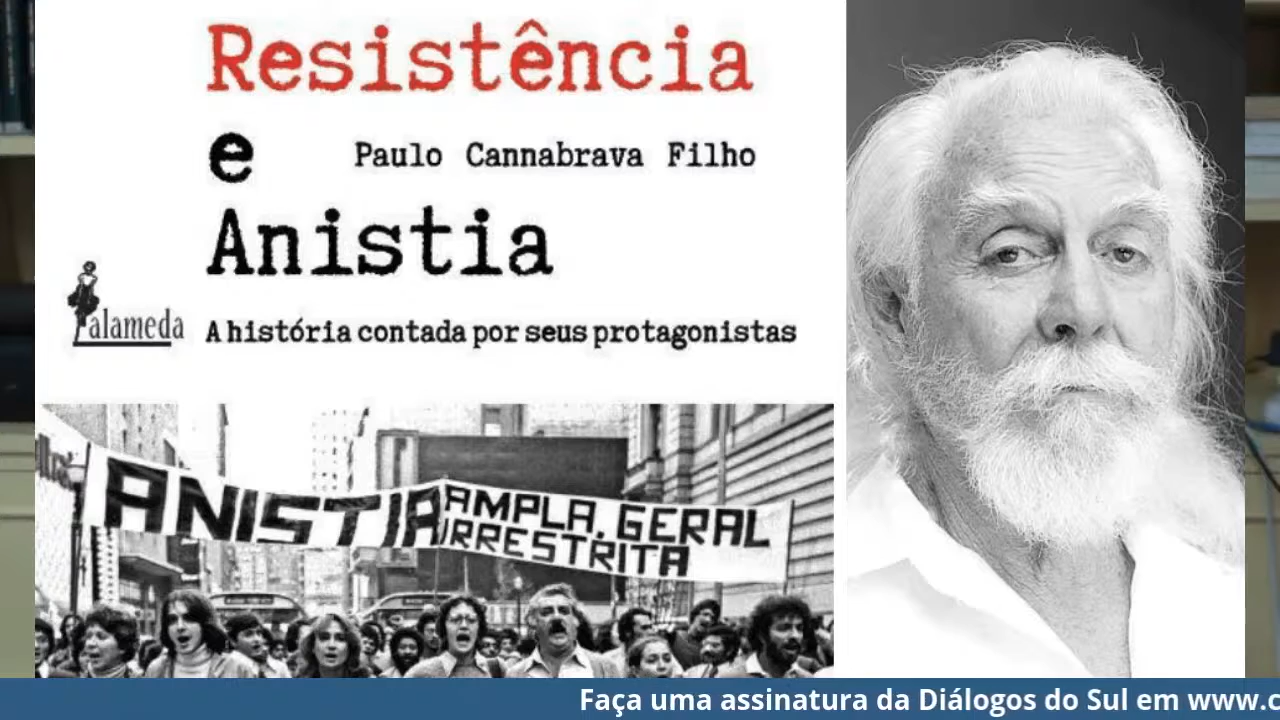 Resistência
e
Paulo Cannabrava Filho
Anistia
alameda
A história contada por seus protagonistas
ANISTIA AMPLA, GERAL
IRRESTRITA
Faça uma assinatura da Diálogos do Sul em www.c